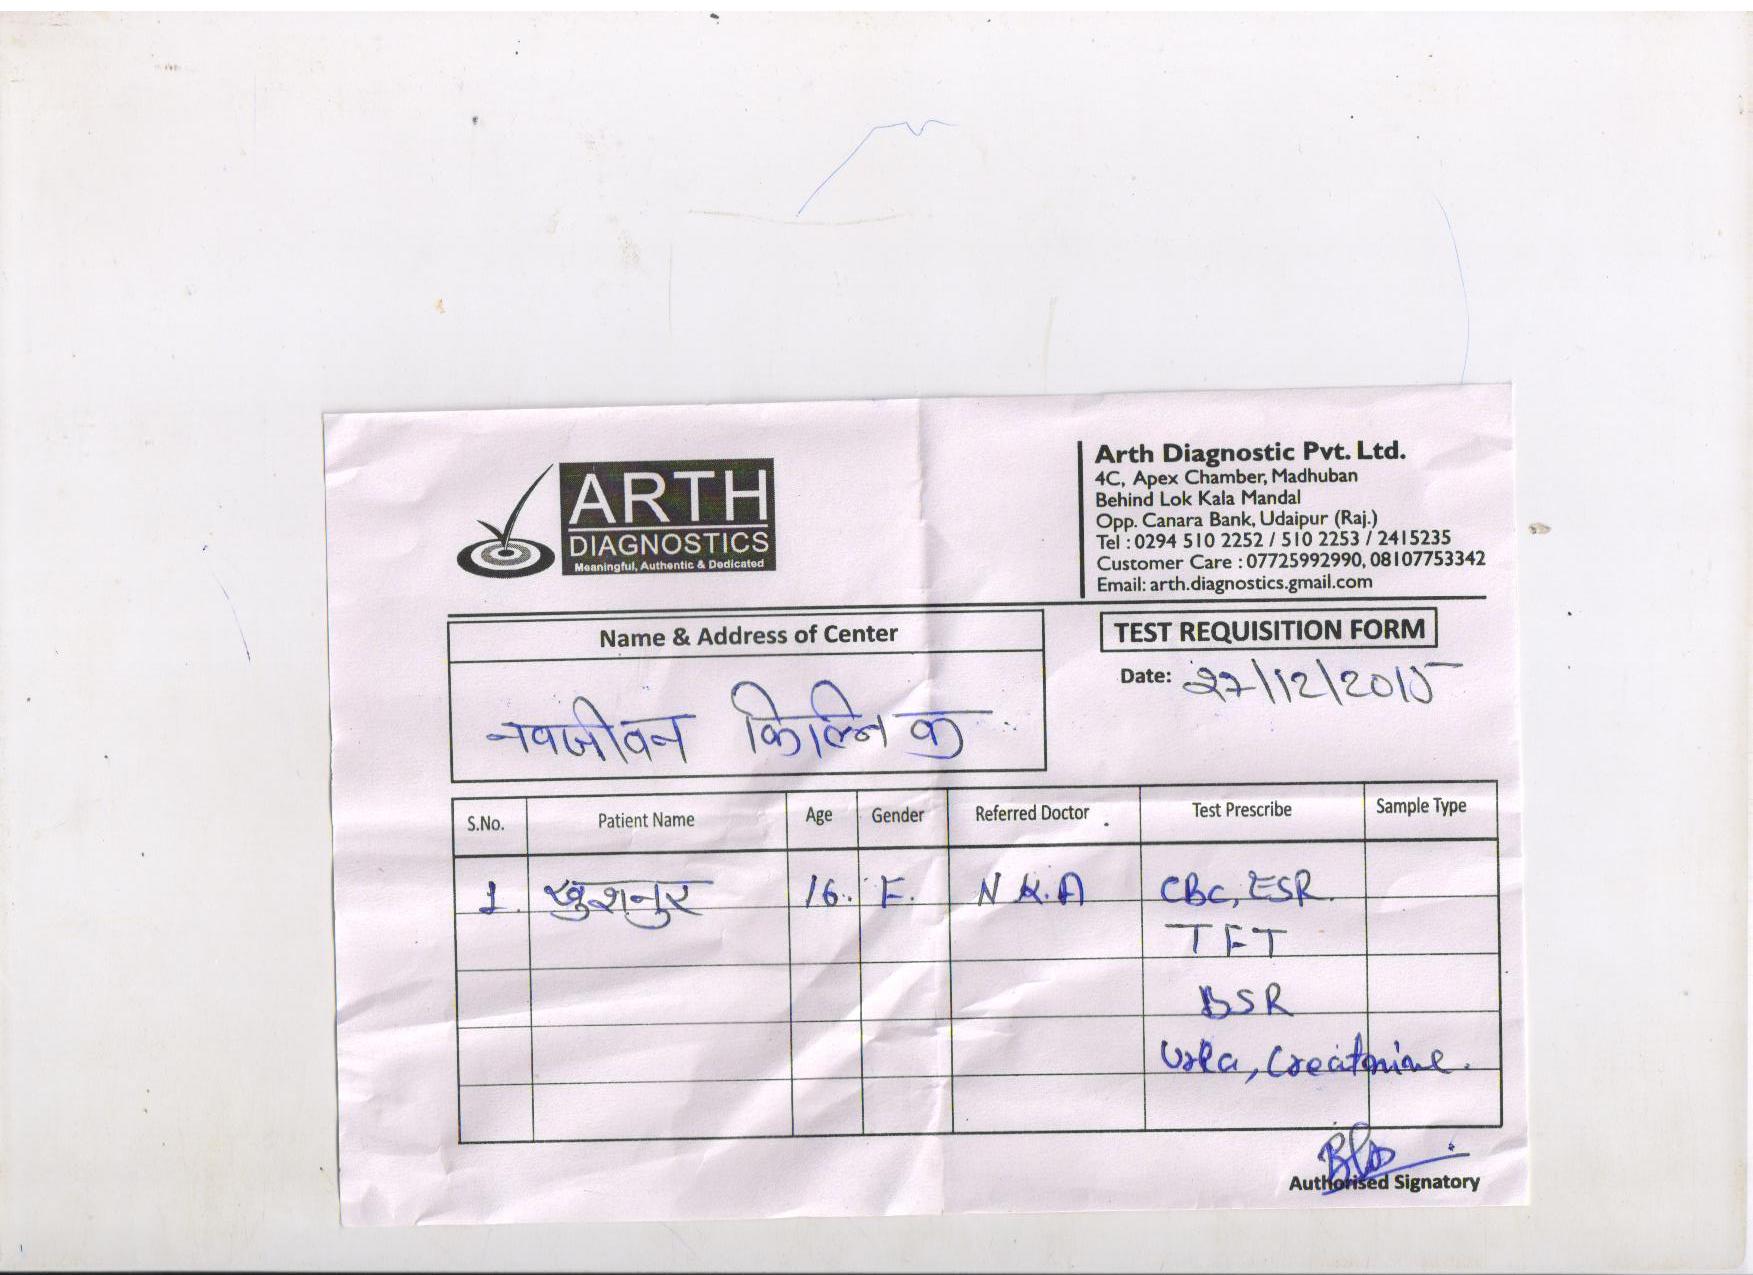 ARTH
DIAGNOSTICS
Meaningful, Authentic & Dedicated
Arth Diagnostic Pvt. Ltd.
4C, Apex Chamber, Madhuban
Behind Lok Kala Mandal
Opp. Canara Bank, Udaipur (Raj.)
Tel : 0294 510 2252 / 510 2253 / 2415235
Customer Care : 07725992990, 08107753342
Email: arth.diagnostics.gmail.com
Name & Address of Center
नवजीवन किलिनिक
TEST REQUISITION FORM
Date: 27/12/2015
S.No. Patient Name Age Gender Referred Doctor Test Prescribe Sample Type
1. खुशनुर 16. F. N K.A CBC, ESR.
TFT
BSR
Urea, Creatinine.
Authorised Signatory